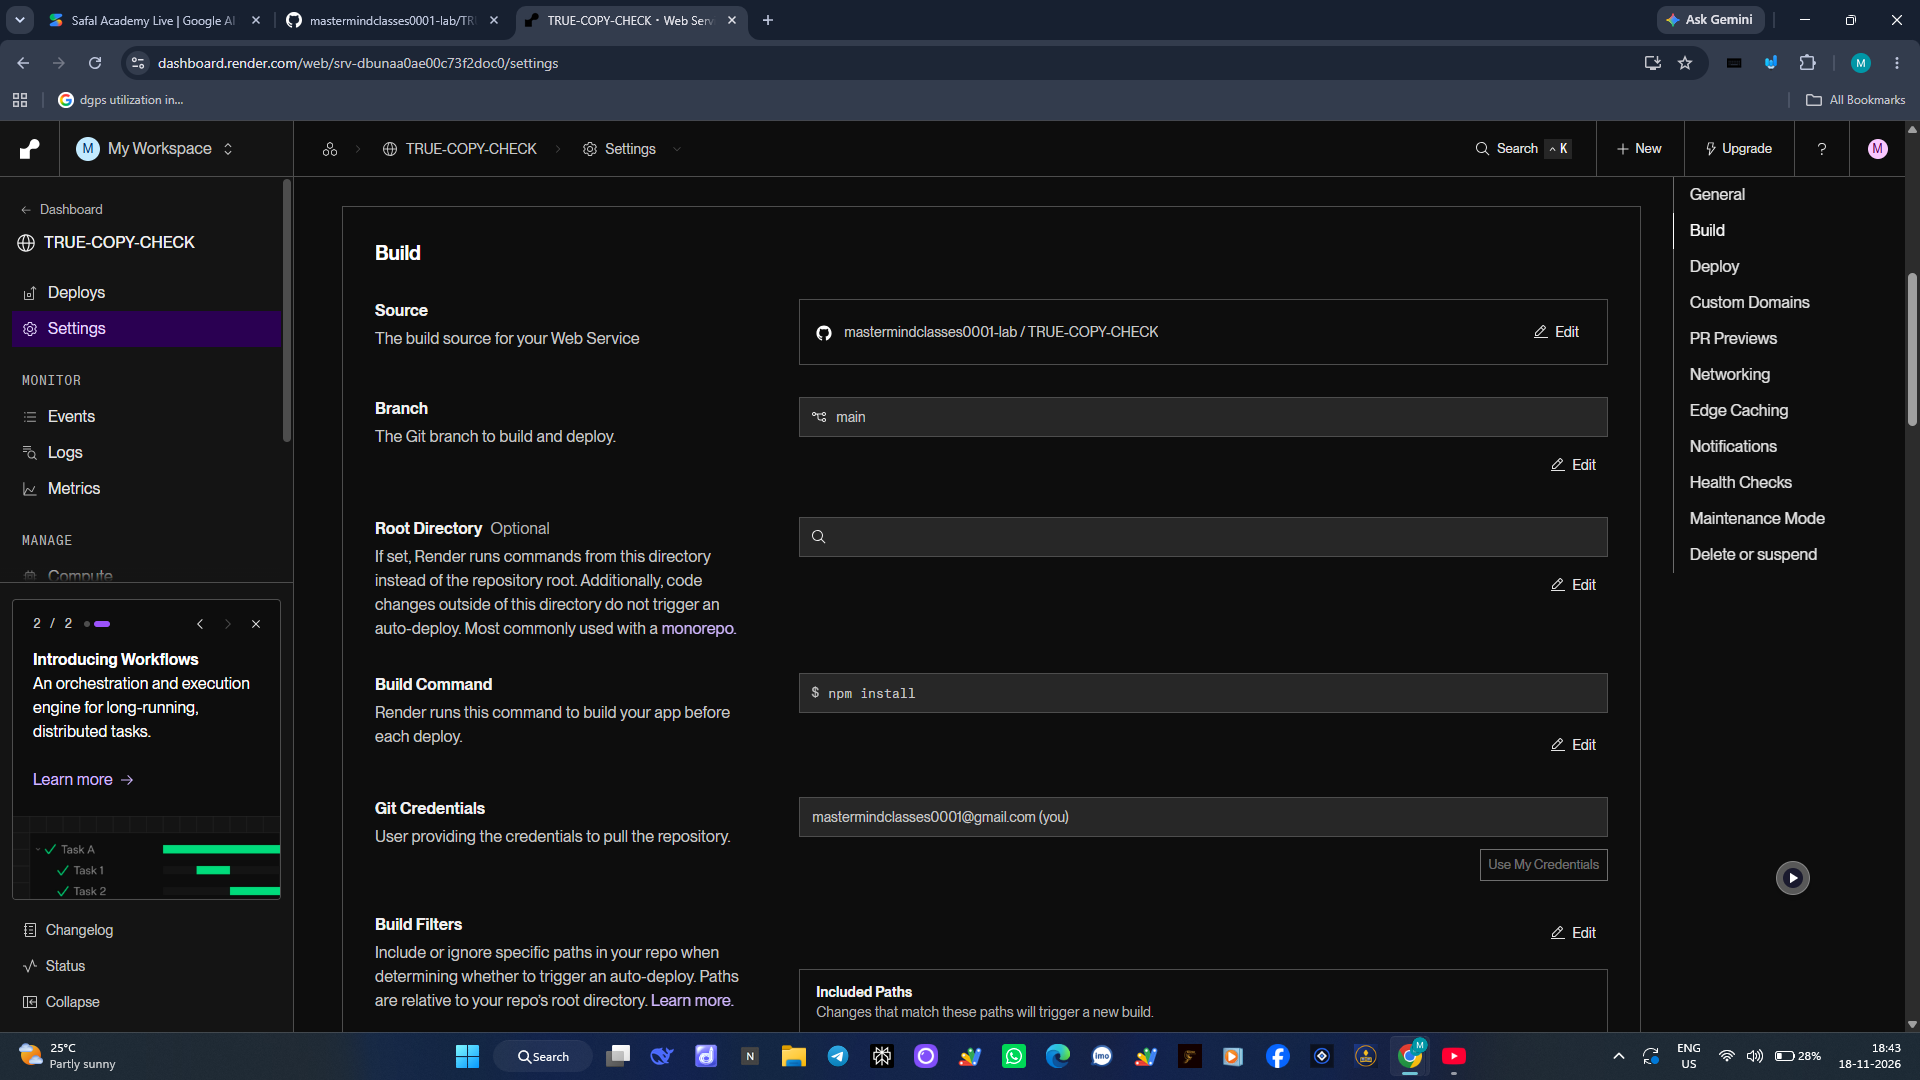 Safal Academy Live | Google AI
mastermindclasses0001-lab/TR
TRUE-COPY-CHECK · Web Serv
Ask Gemini
dashboard.render.com/web/srv-dbunaa0ae00c73f2doc0/settings
M
dgps utilization in...
All Bookmarks
M
My Workspace
TRUE-COPY-CHECK
Settings
Search
K
New
Upgrade
?
M
Dashboard
TRUE-COPY-CHECK
Deploys
Settings
MONITOR
Events
Logs
Metrics
MANAGE
Compute
2 / 2
Introducing Workflows
An orchestration and execution
engine for long-running,
distributed tasks.
Learn more →
Task A
Task 1
Task 2
Changelog
Status
Collapse
Build
Source
The build source for your Web Service
mastermindclasses0001-lab / TRUE-COPY-CHECK
Edit
Branch
The Git branch to build and deploy.
main
Edit
Root Directory Optional
If set, Render runs commands from this directory
instead of the repository root. Additionally, code
changes outside of this directory do not trigger an
auto-deploy. Most commonly used with a monorepo.
Edit
Build Command
Render runs this command to build your app before
each deploy.
$ npm install
Edit
Git Credentials
User providing the credentials to pull the repository.
mastermindclasses0001@gmail.com (you)
Use My Credentials
Build Filters
Include or ignore specific paths in your repo when
determining whether to trigger an auto-deploy. Paths
are relative to your repo's root directory. Learn more.
Edit
Included Paths
Changes that match these paths will trigger a new build.
General
Build
Deploy
Custom Domains
PR Previews
Networking
Edge Caching
Notifications
Health Checks
Maintenance Mode
Delete or suspend
25°C
Partly sunny
Search
N
imo
M
ENG
US
28%
18:43
18-11-2026